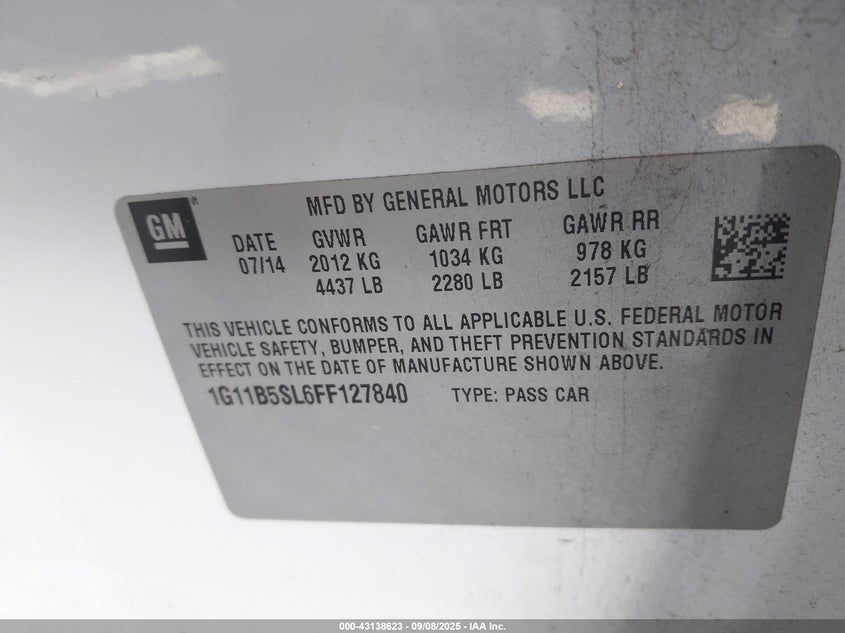 GM®
MFD BY GENERAL MOTORS LLC
DATE GVWR GAWR FRT GAWR RR
07/14 2012 KG 1034 KG 978 KG
4437 LB 2280 LB 2157 LB
THIS VEHICLE CONFORMS TO ALL APPLICABLE U.S. FEDERAL MOTOR
VEHICLE SAFETY, BUMPER, AND THEFT PREVENTION STANDARDS IN
EFFECT ON THE DATE OF MANUFACTURE SHOWN ABOVE.
1G11B5SL6FF127840 TYPE: PASS CAR
000-43138623 - 09/08/2025 - IAA Inc.